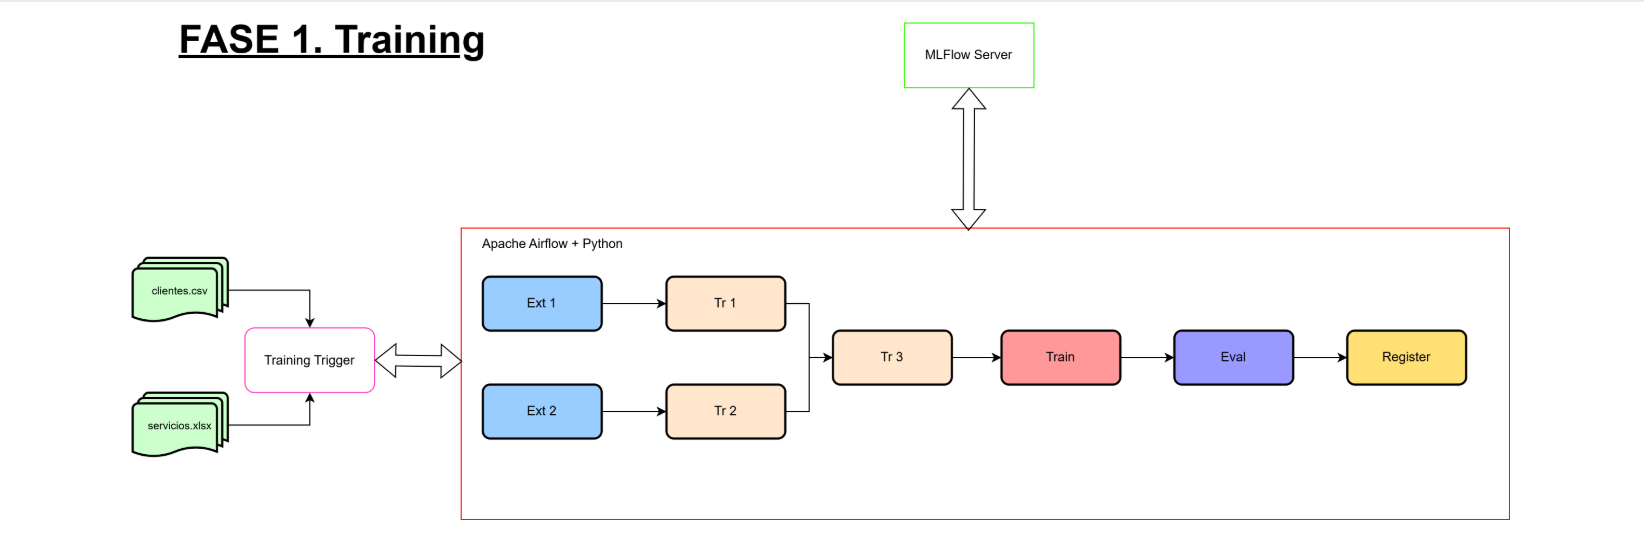 FASE 1. Training
MLFlow Server
Apache Airflow + Python
clientes.csv
servicios.xlsx
Training Trigger
Ext 1
Tr 1
Ext 2
Tr 2
Tr 3
Train
Eval
Register